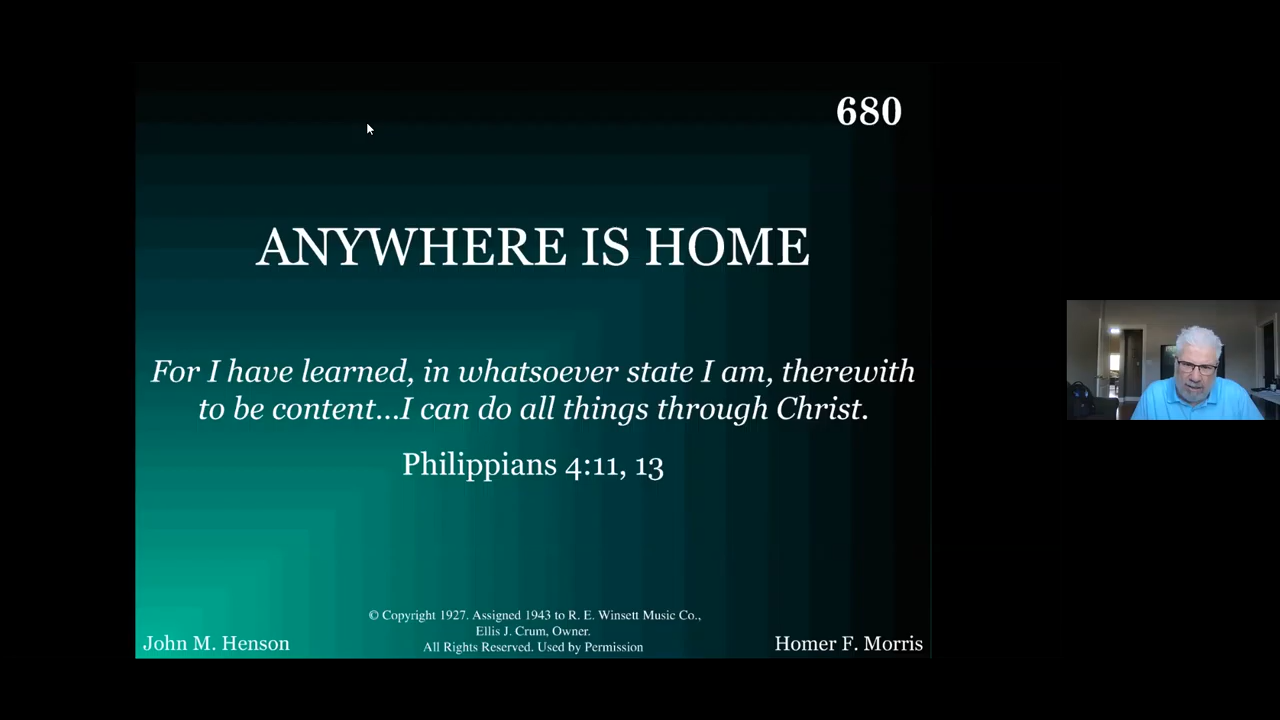 680
ANYWHERE IS HOME
For I have learned, in whatsoever state I am, therewith
to be content...I can do all things through Christ.
Philippians 4:11, 13
© Copyright 1927. Assigned 1943 to R. E. Winsett Music Co.,
Ellis J. Crum, Owner.
All Rights Reserved. Used by Permission
John M. Henson
Homer F. Morris